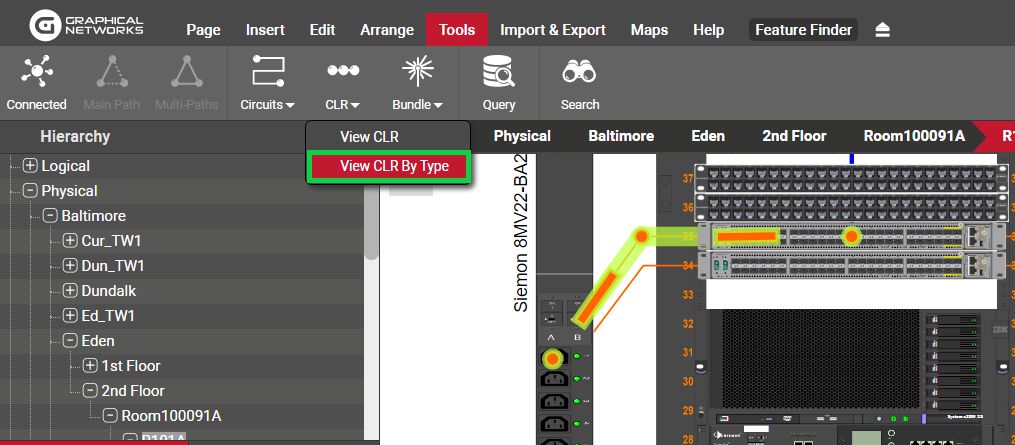 GRAPHICAL
NETWORKS
Page Insert Edit Arrange Tools Import & Export Maps Help Feature Finder
Connected Main Path Multi-Paths Circuits CLR Bundle Query Search
Hierarchy
View CLR
View CLR By Type
Physical Baltimore Eden 2nd Floor Room100091A R1
Logical
Physical
Baltimore
Cur_TW1
Dun_TW1
Dundalk
Ed_TW1
Eden
1st Floor
2nd Floor
Room100091A
R101A
Siemon 8MV22-BA2
A B
37
36
35
34
33
32
31
30
29
28
IBM